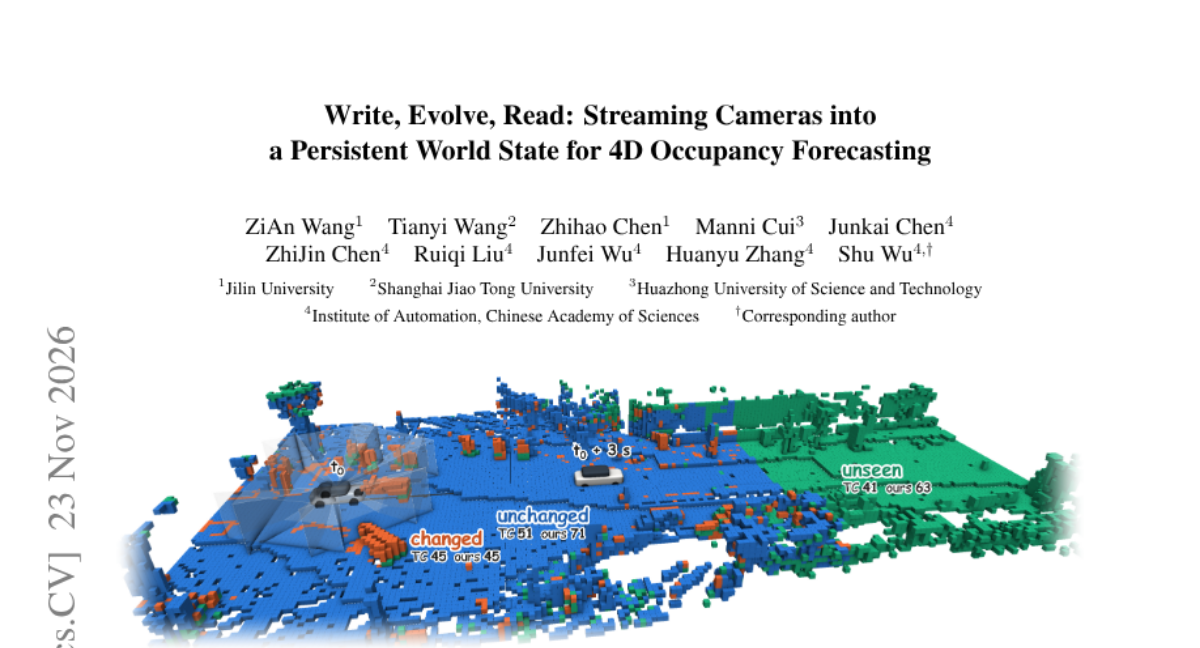 Write, Evolve, Read: Streaming Cameras into
a Persistent World State for 4D Occupancy Forecasting
ZiAn Wang1 Tianyi Wang2 Zhihao Chen1 Manni Cui3 Junkai Chen4
ZhiJin Chen4 Ruiqi Liu4 Junfei Wu4 Huanyu Zhang4 Shu Wu4,†
1Jilin University 2Shanghai Jiao Tong University 3Huazhong University of Science and Technology
4Institute of Automation, Chinese Academy of Sciences †Corresponding author
cs.CV] 23 Nov 2026
t0
t0 + 3 s
unseen
TC 41 ours 63
unchanged
TC 51 ours 71
changed
TC 45 ours 45